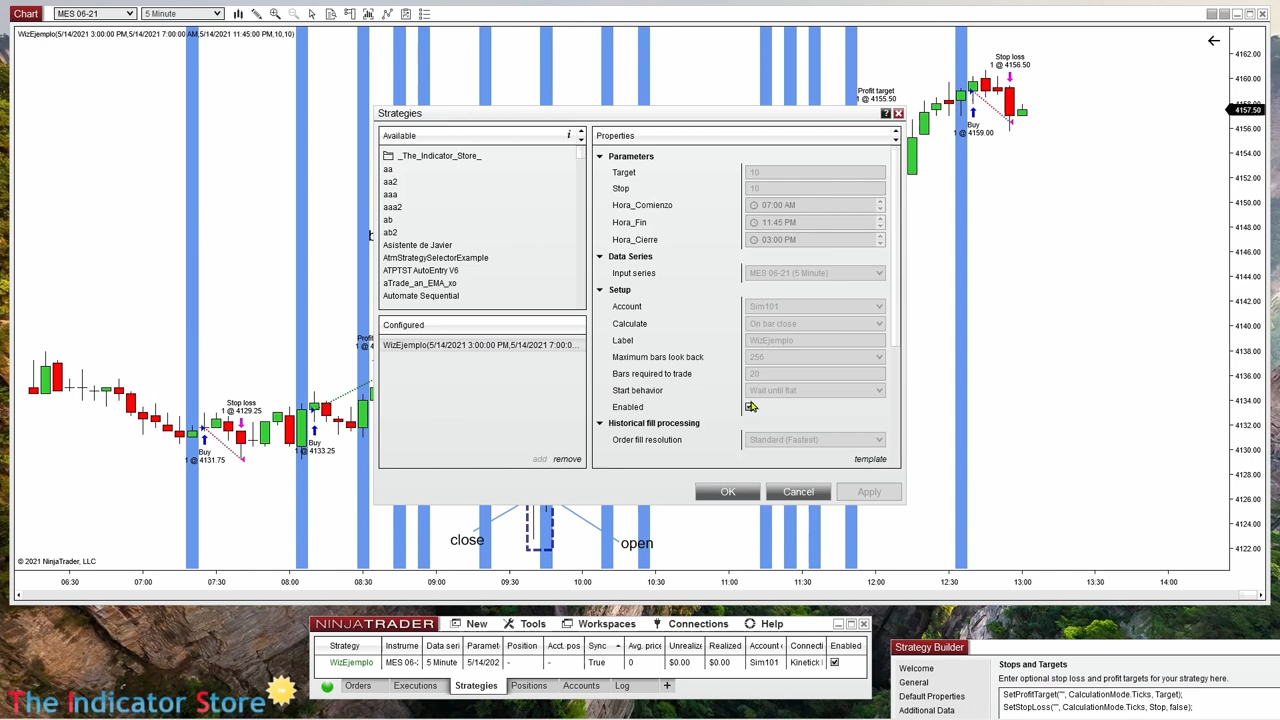 Chart MES 06-21 5 Minute
WizEjemplo(5/14/2021 3:00:00 PM,5/14/2021 7:00:00 AM,5/14/2021 11:45:00 PM,10,10)
Stop loss
1 @ 4156.50
Buy
1 @ 4159.00
Profit target
1 @ 4155.50
4162.00
4160.00
4157.50
4156.00
4154.00
4152.00
4150.00
4148.00
4146.00
4144.00
4142.00
4140.00
4138.00
4136.00
4134.00
4132.00
4130.00
4128.00
4126.00
4124.00
4122.00
Strategies
?
Available
_The_Indicator_Store_
aa
aa2
aaa
aaa2
ab
ab2
Asistente de Javier
AtmStrategySelectorExample
ATPTST AutoEntry V6
aTrade_an_EMA_xo
Automate Sequential
Configured
WizEjemplo(5/14/2021 3:00:00 PM,5/14/2021 7:00:0...
add remove
Properties
Parameters
Target 10
Stop 10
Hora_Comienzo 07:00 AM
Hora_Fin 11:45 PM
Hora_Cierre 03:00 PM
Data Series
Input series MES 06-21 (5 Minute)
Setup
Account Sim101
Calculate On bar close
Label WizEjemplo
Maximum bars look back 256
Bars required to trade 20
Start behavior Wait until flat
Enabled
Historical fill processing
Order fill resolution Standard (Fastest)
template
OK Cancel Apply
Stop loss
1 @ 4129.25
Buy
1 @ 4131.75
Buy
1 @ 4133.25
close
open
© 2021 NinjaTrader, LLC
06:30 07:00 07:30 08:00 08:30 09:00 09:30 10:00 10:30 11:00 11:30 12:00 12:30 13:00 13:30 14:00
NINJATRADER New Tools Workspaces Connections Help
Strategy Instrume Data seri Paramet Position Acct. pos Sync Avg. price Unrealize Realized Account Connecti Enabled
WizEjemplo MES 06-: 5 Minute 5/14/202 - - True 0 $0.00 $0.00 Sim101 Kinetick
Orders Executions Strategies Positions Accounts Log +
Strategy Builder
Welcome
General
Default Properties
Additional Data
Stops and Targets
Enter optional stop loss and profit targets for your strategy here.
SetProfitTarget("", CalculationMode.Ticks, Target);
SetStopLoss("", CalculationMode.Ticks, Stop, false);
The Indicator Store